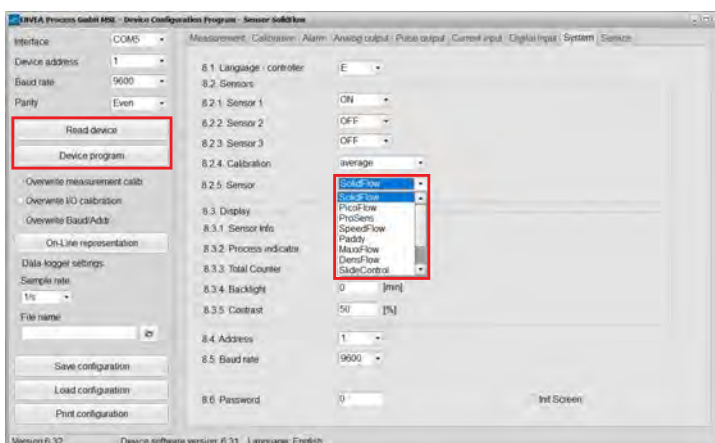 ENVEA Process GmbH MSE - Device Configuration Program - Sensor SolidFlow
Interface COM5
Device address 1
Baud rate 9600
Parity Even
Read device
Device program
Overwrite measurement calib
Overwrite I/O calibration
Overwrite Baud/Addr
On-Line representation
Data-logger settings
Sample rate
1/s
File name
Save configuration
Load configuration
Print configuration
Measurement Calibration Alarm Analog output Pulse output Current input Digital input System Service
8.1 Language - controller E
8.2 Sensors
8.2.1 Sensor 1 ON
8.2.2 Sensor 2 OFF
8.2.3 Sensor 3 OFF
8.2.4. Calibration average
8.2.5 Sensor SolidFlow
SolidFlow
PicoFlow
ProSens
SpeedFlow
Paddy
MaxxFlow
DensFlow
SlideControl
8.3. Display
8.3.1 Sensor Info
8.3.2 Process indicator
8.3.3 Total Counter
8.3.4 Backlight 0 [min]
8.3.5 Contrast 50 [%]
8.4 Address 1
8.5 Baud rate 9600
8.6 Password 0 Init Screen
Version 6.32 Device software version: 6.31 Language: English